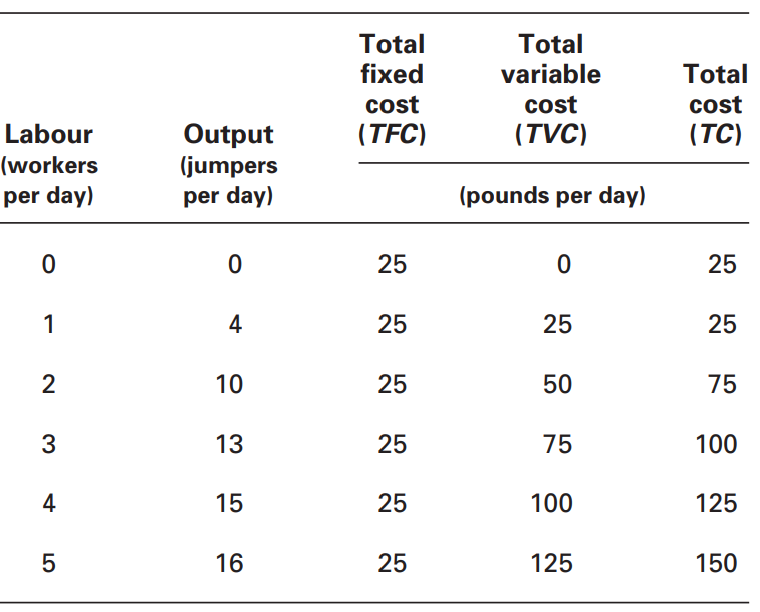 Total Total
fixed variable Total
cost cost cost
Labour Output (TFC) (TVC) (TC)
(workers (jumpers
per day) per day) (pounds per day)
0 0 25 0 25
1 4 25 25 25
2 10 25 50 75
3 13 25 75 100
4 15 25 100 125
5 16 25 125 150